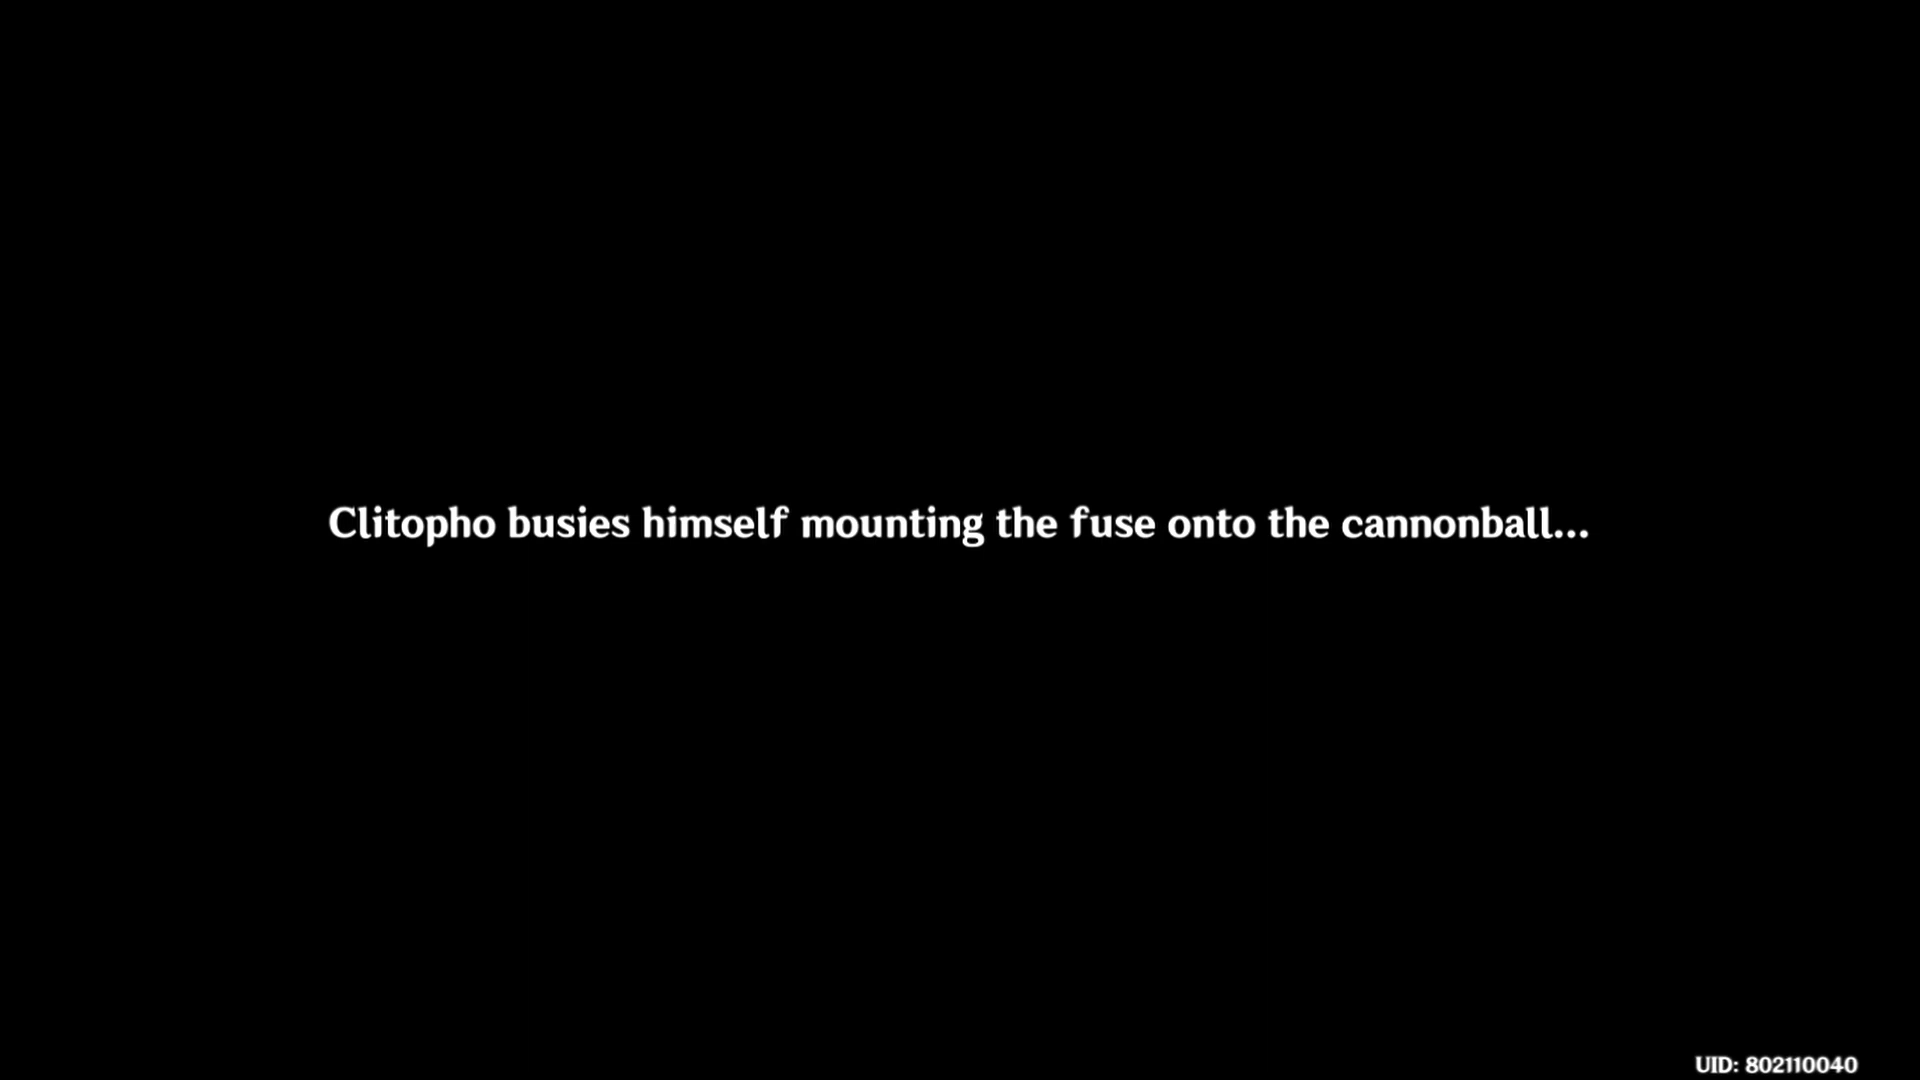 Clitopho busies himself mounting the fuse onto the cannonball...
UID: 802110040